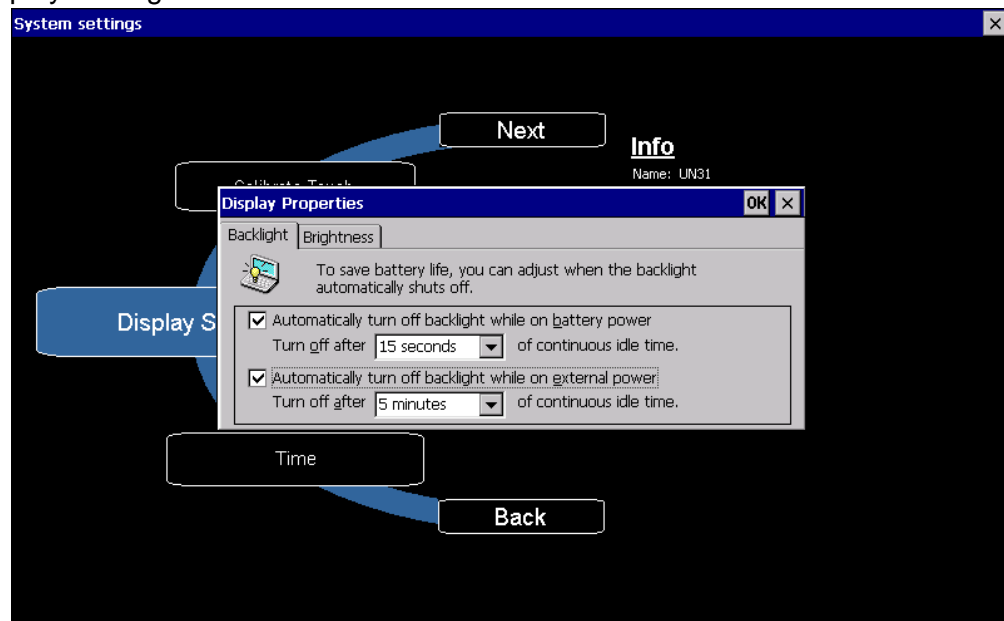 System settings
Next
Info
Name: UN31
Calibrate Touch
Display Properties
OK
Backlight
Brightness
To save battery life, you can adjust when the backlight
automatically shuts off.
Display S
Automatically turn off backlight while on battery power
Turn off after 15 seconds of continuous idle time.
Automatically turn off backlight while on external power
Turn off after 5 minutes of continuous idle time.
Time
Back